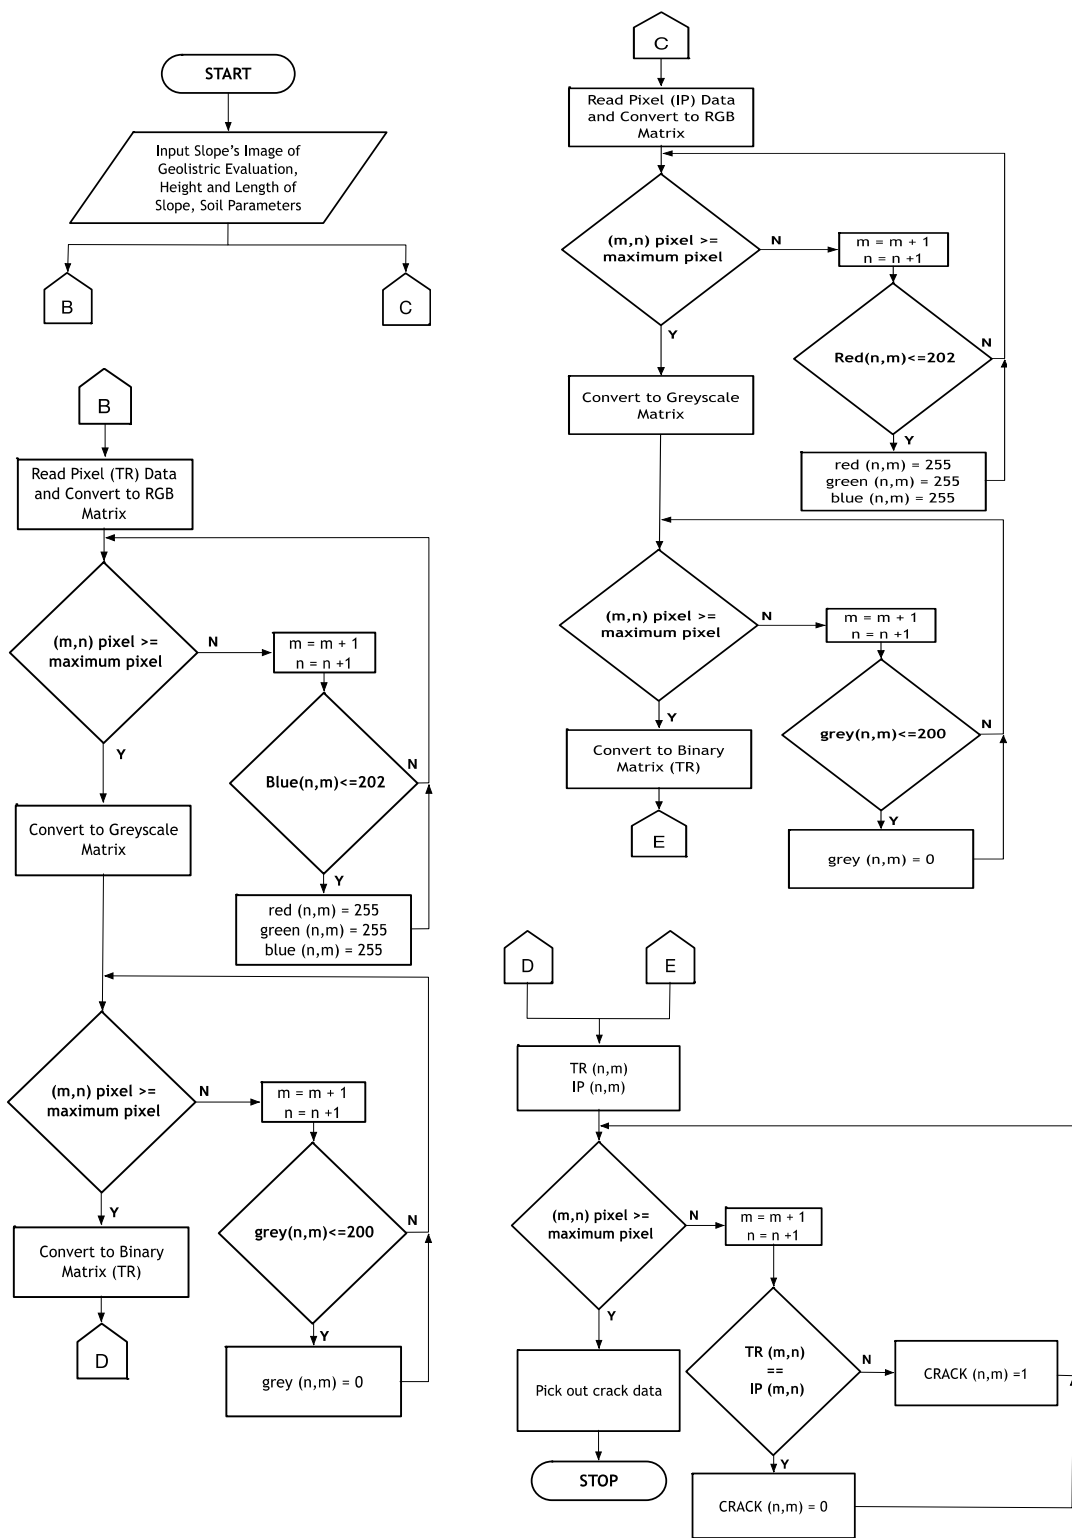 START
Input Slope's Image of
Geolistric Evaluation,
Height and Length of
Slope, Soil Parameters
B
C
B
Read Pixel (TR) Data
and Convert to RGB
Matrix
(m,n) pixel >=
maximum pixel
N
m = m + 1
n = n +1
Y
Blue(n,m)<=202
N
Y
red (n,m) = 255
green (n,m) = 255
blue (n,m) = 255
Convert to Greyscale
Matrix
(m,n) pixel >=
maximum pixel
N
m = m + 1
n = n +1
Y
grey(n,m)<=200
N
Y
grey (n,m) = 0
Convert to Binary
Matrix (TR)
D
C
Read Pixel (IP) Data
and Convert to RGB
Matrix
(m,n) pixel >=
maximum pixel
N
m = m + 1
n = n +1
Y
Red(n,m)<=202
N
Y
red (n,m) = 255
green (n,m) = 255
blue (n,m) = 255
Convert to Greyscale
Matrix
(m,n) pixel >=
maximum pixel
N
m = m + 1
n = n +1
Y
grey(n,m)<=200
N
Y
grey (n,m) = 0
Convert to Binary
Matrix (TR)
E
D
E
TR (n,m)
IP (n,m)
(m,n) pixel >=
maximum pixel
N
m = m + 1
n = n +1
Y
TR (m,n)
==
IP (m,n)
N
CRACK (n,m) =1
Y
CRACK (n,m) = 0
Pick out crack data
STOP